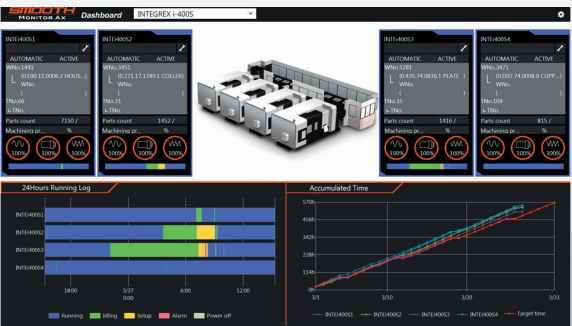 SMOOTH
MONITOR AX
Dashboard
INTEGREX i-400S
INTEi400S1
AUTOMATIC ACTIVE
WNo.1441
(0.E00.11.0006.2 HOUS...)
WNo.
( )
TNo.66
TNo.
Parts count 7150 /
Machining pr... %
100% 100% 100%
INTEi400S2
AUTOMATIC ACTIVE
WNo.3451
(0.271.17.1789.1 COLLER)
WNo.
( )
TNo.31
TNo.
Parts count 1452 /
Machining pr... %
100% 100% 100%
INTEi400S3
AUTOMATIC ACTIVE
WNo.5281
(0.435.74.0836.1 PLATE )
WNo.
( )
TNo.35
TNo.
Parts count 1416 /
Machining pr... %
100% 100% 100%
INTEi400S4
AUTOMATIC ACTIVE
WNo.3471
(0.007.74.0008.0 CUPP...)
WNo.
( )
TNo.109
TNo.
Parts count 815 /
Machining pr... %
100% 100% 100%
24Hours Running Log
INTEi400S1
INTEi400S2
INTEi400S3
INTEi400S4
18:00 3/27 6:00 12:00
0:00
Running Idling Setup Alarm Power off
Accumulated Time
570h
456h
342h
228h
114h
0h
3/1 3/10 3/20 3/31
INTEi400S1 INTEi400S2 INTEi400S3 INTEi400S4 Target time